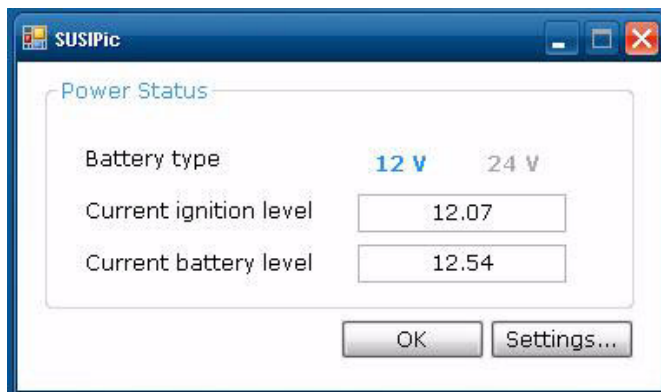 SUSIPic
Power Status
Battery type 12 V 24 V
Current ignition level 12.07
Current battery level 12.54
OK Settings...